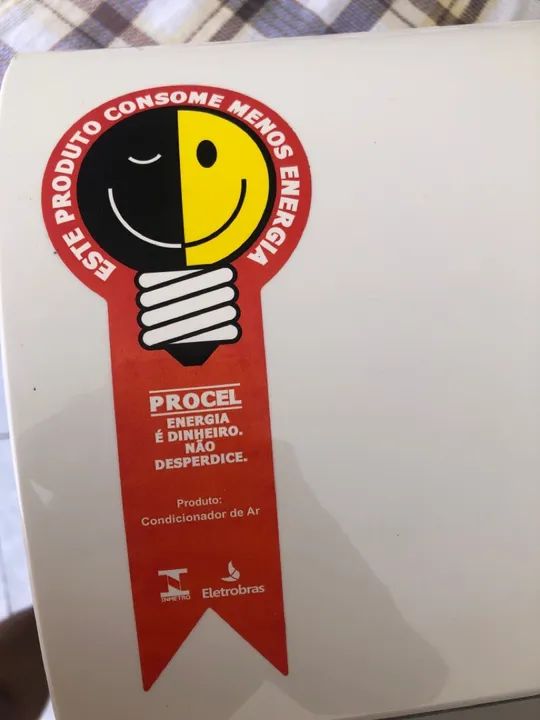 ESTE PRODUTO CONSOME MENOS ENERGIA
PROCEL
ENERGIA
É DINHEIRO.
NÃO
DESPERDICE.
Produto:
Condicionador de Ar
INMETRO
Eletrobras